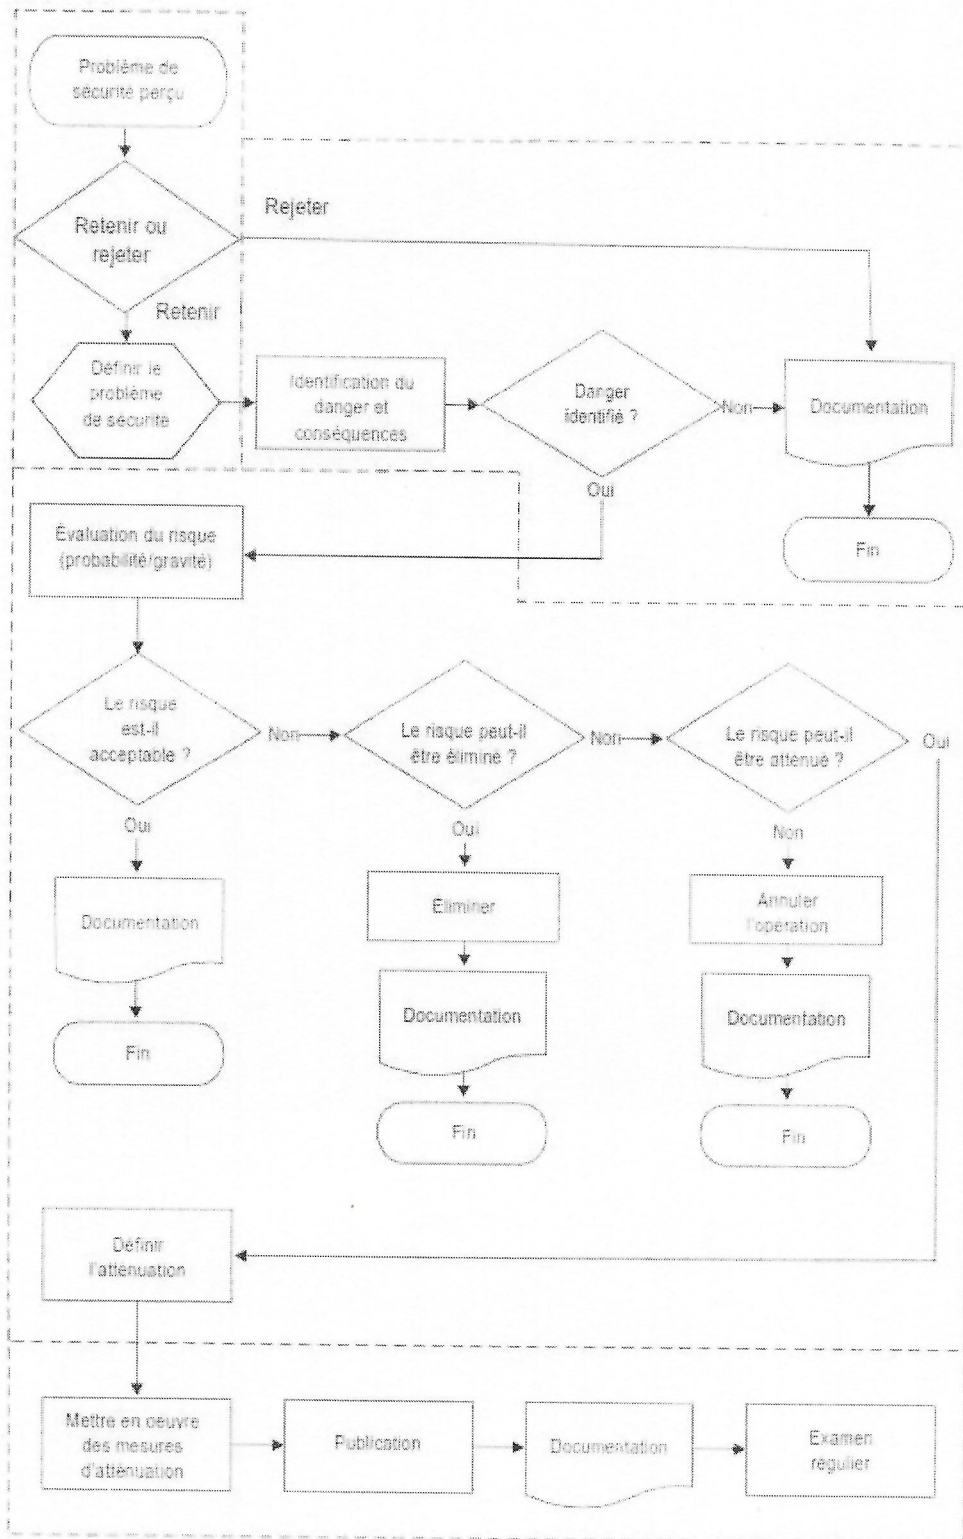 Problème de
sécurité perçu
Retenir ou
rejeter
Rejeter
Retenir
Définir le
problème
de sécurité
Identification du
danger et
conséquences
Danger
identifié ?
Non
Documentation
Oui
Fin
Évaluation du risque
(probabilité/gravité)
Le risque
est-il
acceptable ?
Non
Le risque peut-il
être éliminé ?
Non
Le risque peut-il
être atténué ?
Oui
Oui
Oui
Non
Documentation
Éliminer
Annuler
l'opération
Documentation
Documentation
Fin
Fin
Fin
Définir
l'atténuation
Mettre en oeuvre
des mesures
d'atténuation
Publication
Documentation
Examen
régulier